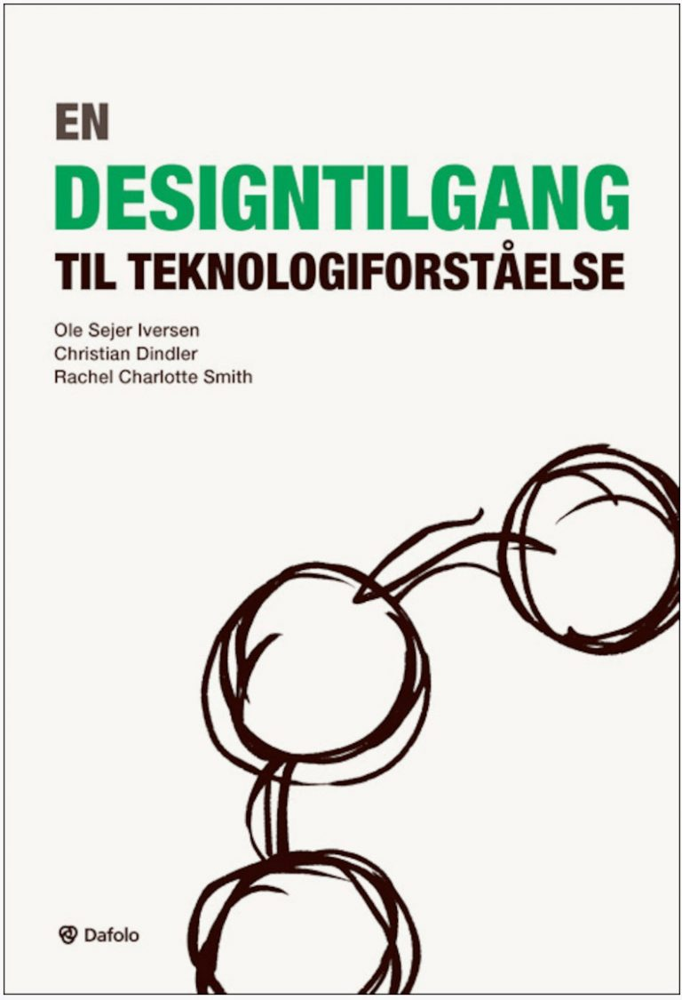 EN
DESIGNTILGANG
TIL TEKNOLOGIFORSTÅELSE
Ole Sejer Iversen
Christian Dindler
Rachel Charlotte Smith
Dafolo